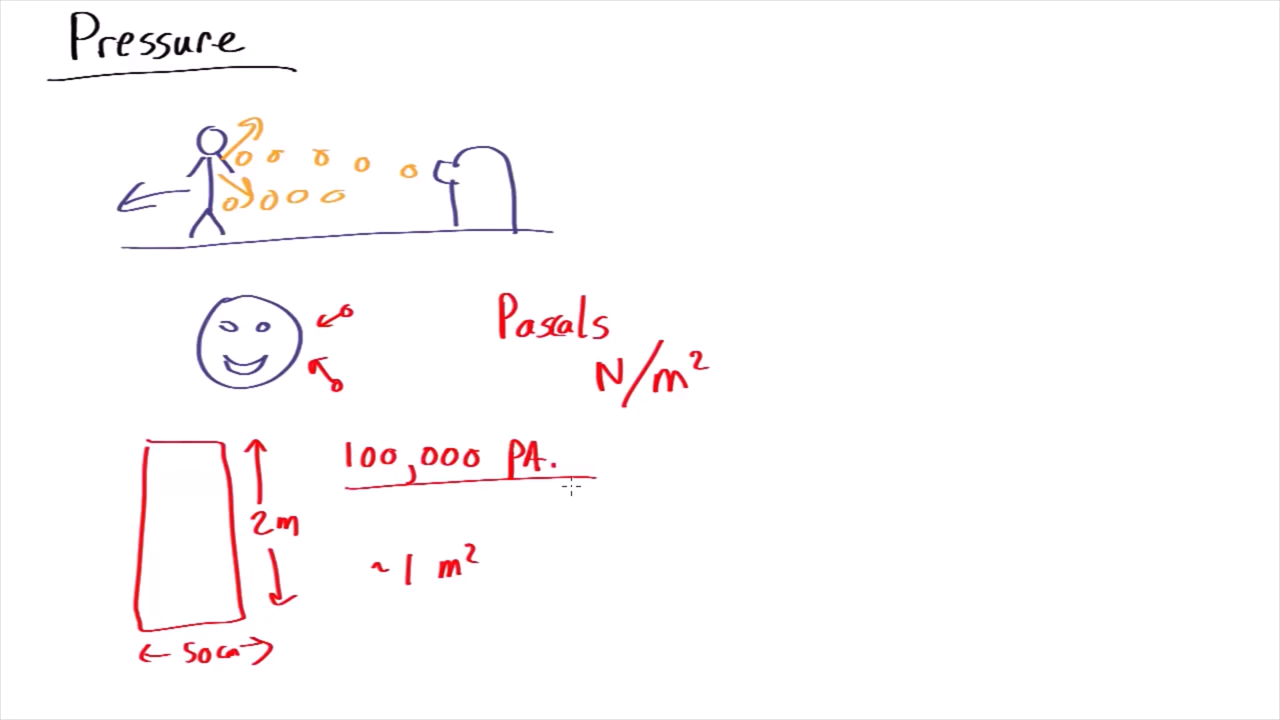 Pressure
Pascals
N/m²
100,000 PA.
2m
~1 m²
50cm